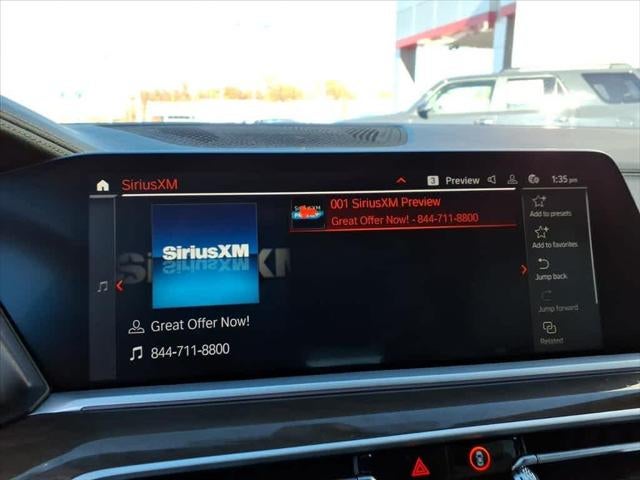 SiriusXM
3 Preview 1:35 pm
SiriusXM
Great Offer Now!
844-711-8800
001 SiriusXM Preview
Great Offer Now! - 844-711-8800
Add to presets
Add to favorites
Jump back
Jump forward
Related